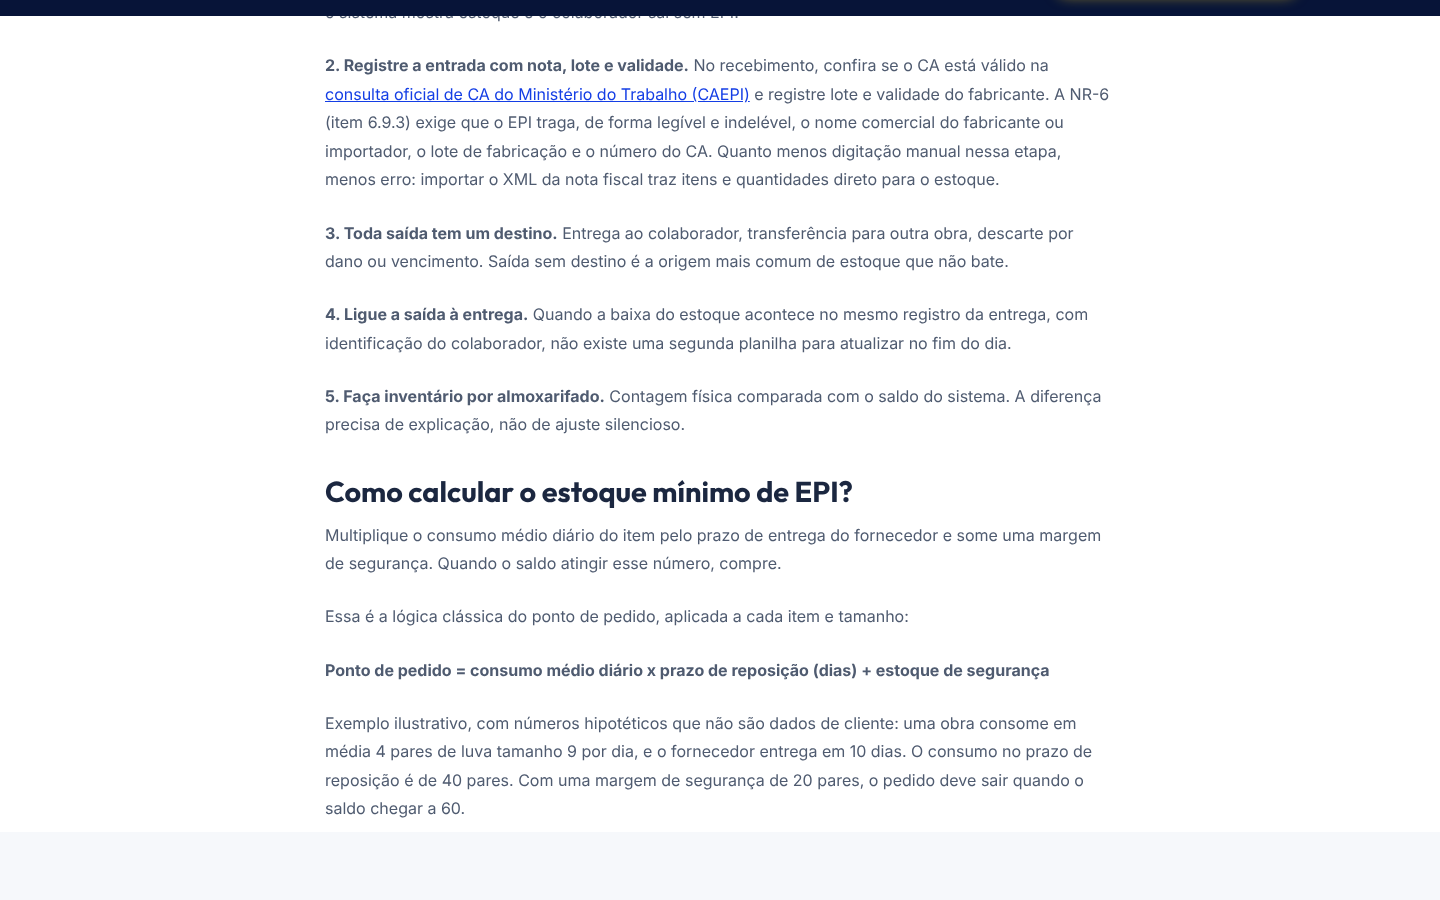 2. Registre a entrada com nota, lote e validade. No recebimento, confira se o CA está válido na
consulta oficial de CA do Ministério do Trabalho (CAEPI) e registre lote e validade do fabricante. A NR-6
(item 6.9.3) exige que o EPI traga, de forma legível e indelével, o nome comercial do fabricante ou
importador, o lote de fabricação e o número do CA. Quanto menos digitação manual nessa etapa,
menos erro: importar o XML da nota fiscal traz itens e quantidades direto para o estoque.
3. Toda saída tem um destino. Entrega ao colaborador, transferência para outra obra, descarte por
dano ou vencimento. Saída sem destino é a origem mais comum de estoque que não bate.
4. Ligue a saída à entrega. Quando a baixa do estoque acontece no mesmo registro da entrega, com
identificação do colaborador, não existe uma segunda planilha para atualizar no fim do dia.
5. Faça inventário por almoxarifado. Contagem física comparada com o saldo do sistema. A diferença
precisa de explicação, não de ajuste silencioso.
Como calcular o estoque mínimo de EPI?
Multiplique o consumo médio diário do item pelo prazo de entrega do fornecedor e some uma margem
de segurança. Quando o saldo atingir esse número, compre.
Essa é a lógica clássica do ponto de pedido, aplicada a cada item e tamanho:
Ponto de pedido = consumo médio diário x prazo de reposição (dias) + estoque de segurança
Exemplo ilustrativo, com números hipotéticos que não são dados de cliente: uma obra consome em
média 4 pares de luva tamanho 9 por dia, e o fornecedor entrega em 10 dias. O consumo no prazo de
reposição é de 40 pares. Com uma margem de segurança de 20 pares, o pedido deve sair quando o
saldo chegar a 60.